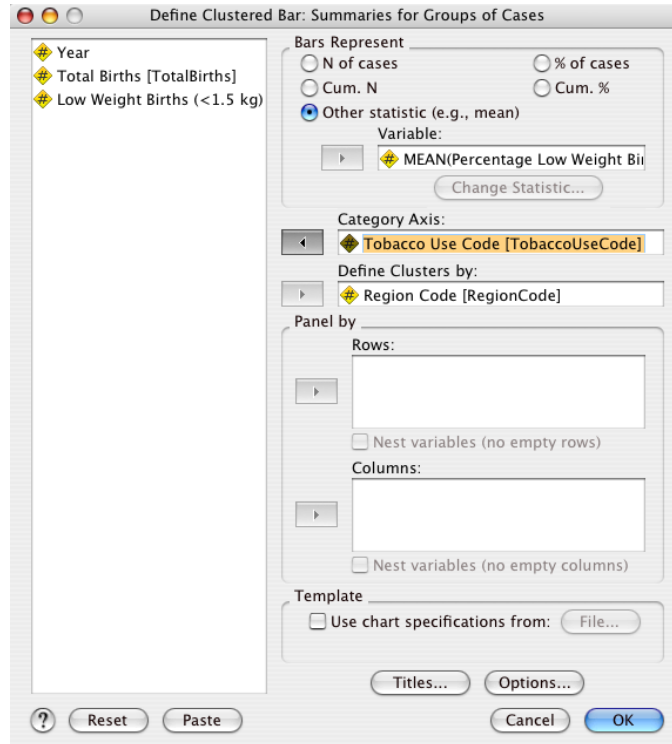 Define Clustered Bar: Summaries for Groups of Cases
Year
Total Births [TotalBirths]
Low Weight Births (<1.5 kg)
Bars Represent
N of cases
% of cases
Cum. N
Cum. %
Other statistic (e.g., mean)
Variable:
MEAN(Percentage Low Weight Bir
Change Statistic...
Category Axis:
Tobacco Use Code [TobaccoUseCode]
Define Clusters by:
Region Code [RegionCode]
Panel by
Rows:
Nest variables (no empty rows)
Columns:
Nest variables (no empty columns)
Template
Use chart specifications from:
File...
Titles...
Options...
?
Reset
Paste
Cancel
OK